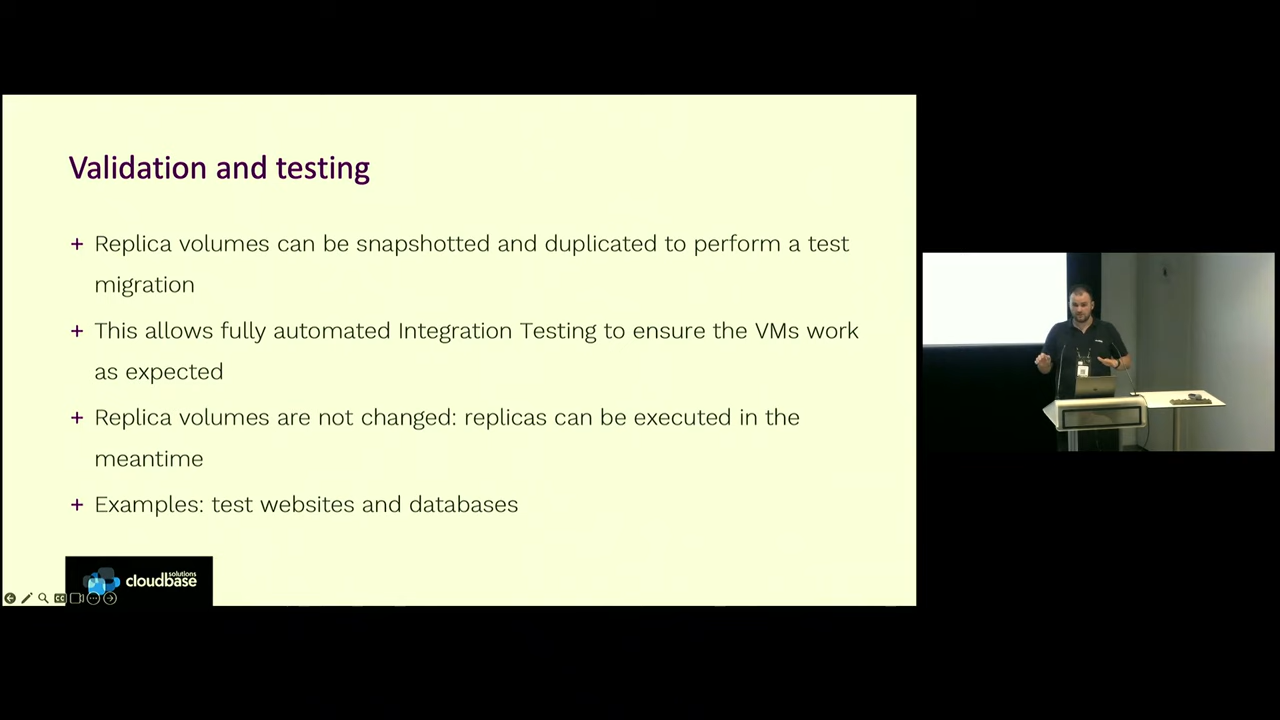 Validation and testing
+ Replica volumes can be snapshotted and duplicated to perform a test
migration
+ This allows fully automated Integration Testing to ensure the VMs work
as expected
+ Replica volumes are not changed: replicas can be executed in the
meantime
+ Examples: test websites and databases
solutions
cloudbase